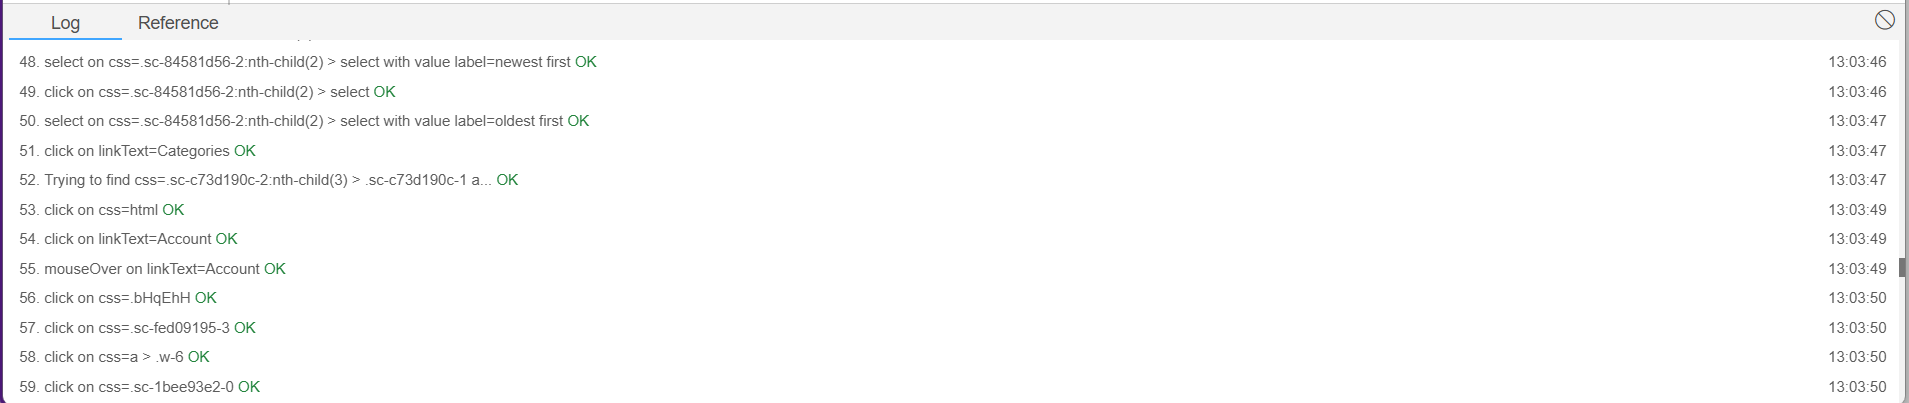 Log Reference
48. select on css=.sc-84581d56-2:nth-child(2) > select with value label=newest first OK 13:03:46
49. click on css=.sc-84581d56-2:nth-child(2) > select OK 13:03:46
50. select on css=.sc-84581d56-2:nth-child(2) > select with value label=oldest first OK 13:03:47
51. click on linkText=Categories OK 13:03:47
52. Trying to find css=.sc-c73d190c-2:nth-child(3) > .sc-c73d190c-1 a... OK 13:03:47
53. click on css=html OK 13:03:49
54. click on linkText=Account OK 13:03:49
55. mouseOver on linkText=Account OK 13:03:49
56. click on css=.bHqEhH OK 13:03:50
57. click on css=.sc-fed09195-3 OK 13:03:50
58. click on css=a > .w-6 OK 13:03:50
59. click on css=.sc-1bee93e2-0 OK 13:03:50